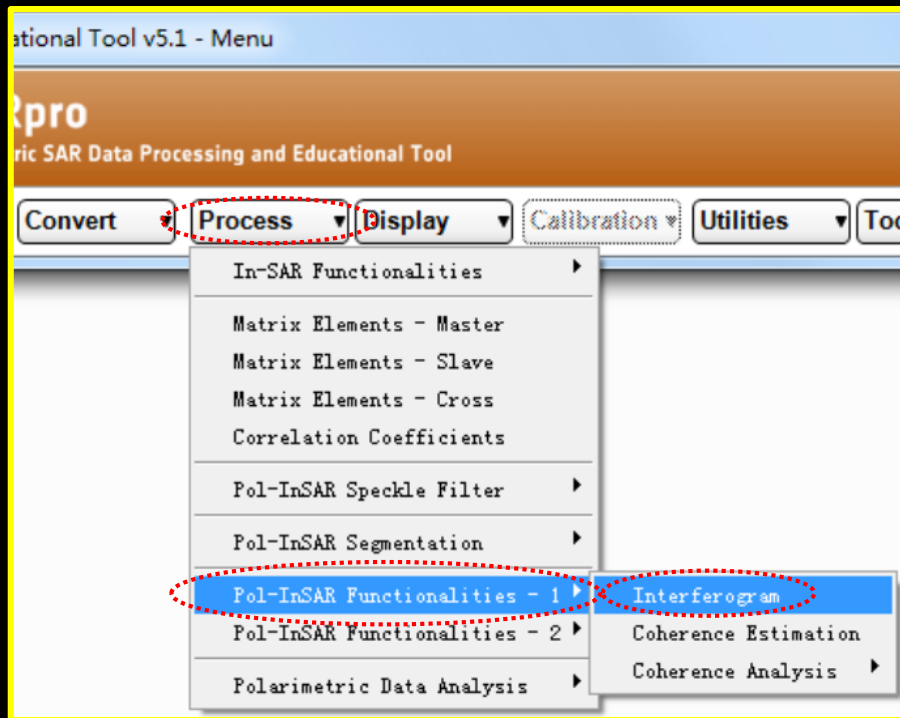 ational Tool v5.1 - Menu
Rpro
ric SAR Data Processing and Educational Tool
Convert Process Display Calibration Utilities Too
In-SAR Functionalities
Matrix Elements - Master
Matrix Elements - Slave
Matrix Elements - Cross
Correlation Coefficients
Pol-InSAR Speckle Filter
Pol-InSAR Segmentation
Pol-InSAR Functionalities - 1
Interferogram
Pol-InSAR Functionalities - 2
Coherence Estimation
Coherence Analysis
Polarimetric Data Analysis